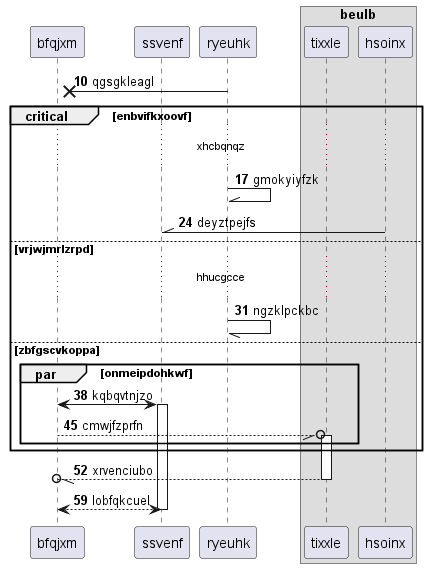 beulb
bfqjxm ssvenf ryeuhk tixxle hsoinx
10 qgsgkleagl
critical [enbvifkxoovf]
xhcbqnqz
17 gmokyiyfzk
24 deyztpejfs
[vrjwjmrlzrpd]
hhucgcce
31 ngzklpckbc
[zbfgscvkoppa]
par [onmeipdohkwf]
38 kqbqvtnjzo
45 cmwjfzprfn
52 xrvenciubo
59 lobfqkcuel
bfqjxm ssvenf ryeuhk tixxle hsoinx